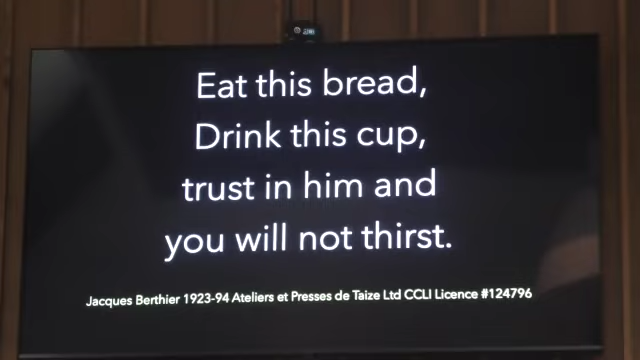 Eat this bread,
Drink this cup,
trust in him and
you will not thirst.
Jacques Berthier 1923-94 Ateliers et Presses de Taize Ltd CCLI Licence #124796